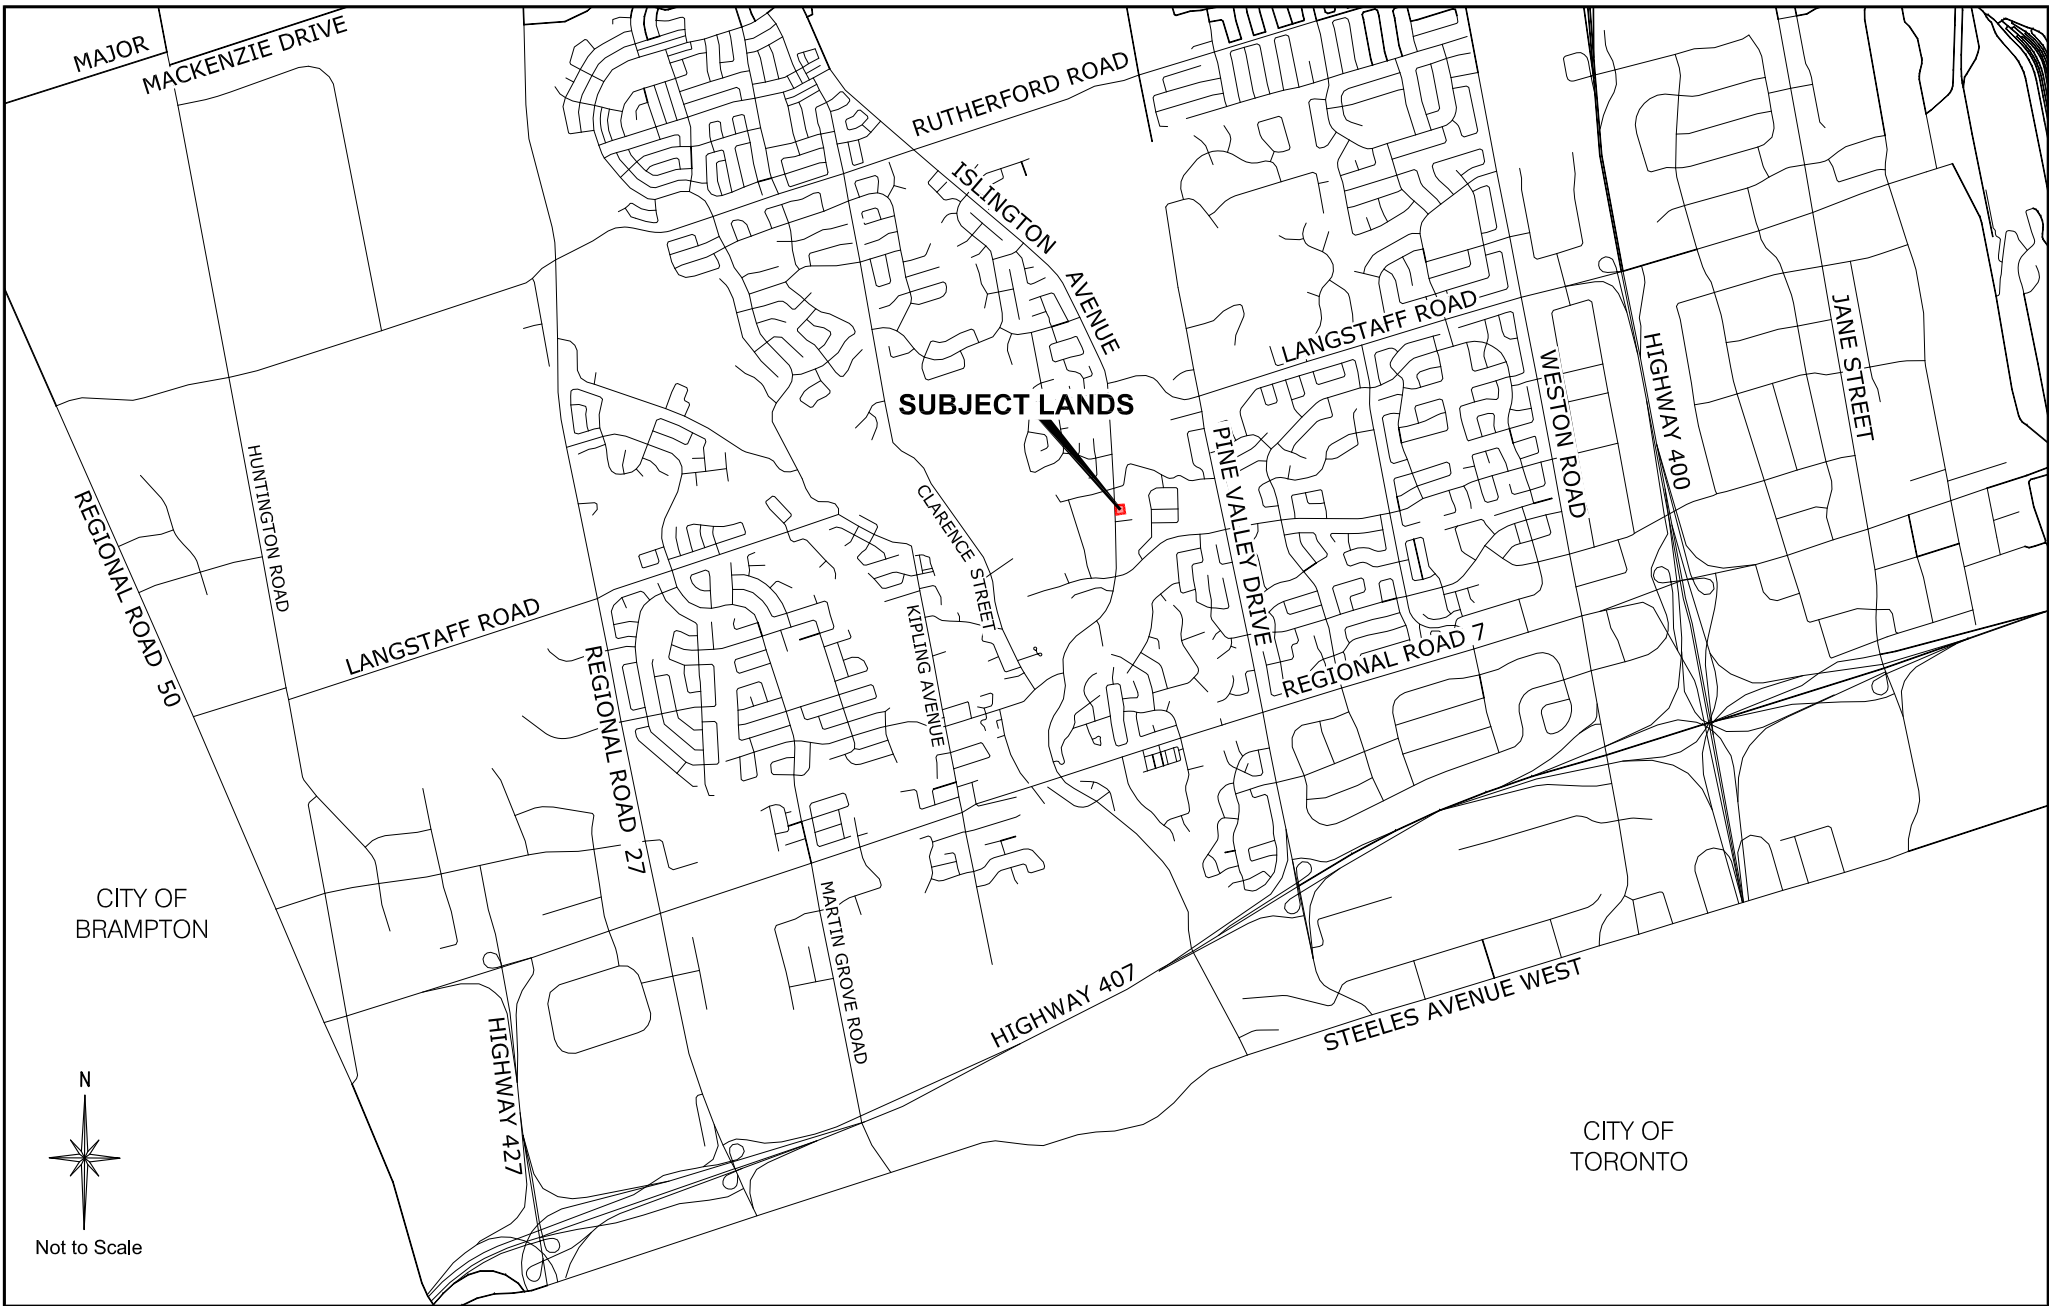 MAJOR
MACKENZIE DRIVE
RUTHERFORD ROAD
ISLINGTON
AVENUE
LANGSTAFF ROAD
JANE STREET
HIGHWAY 400
WESTON ROAD
SUBJECT LANDS
PINE VALLEY DRIVE
HUNTINGTON ROAD
REGIONAL ROAD 50
CLARENCE STREET
LANGSTAFF ROAD
KIPLING AVENUE
REGIONAL ROAD 7
REGIONAL ROAD 27
CITY OF
BRAMPTON
MARTIN GROVE ROAD
HIGHWAY 407
STEELES AVENUE WEST
HIGHWAY 427
N
Not to Scale
CITY OF
TORONTO